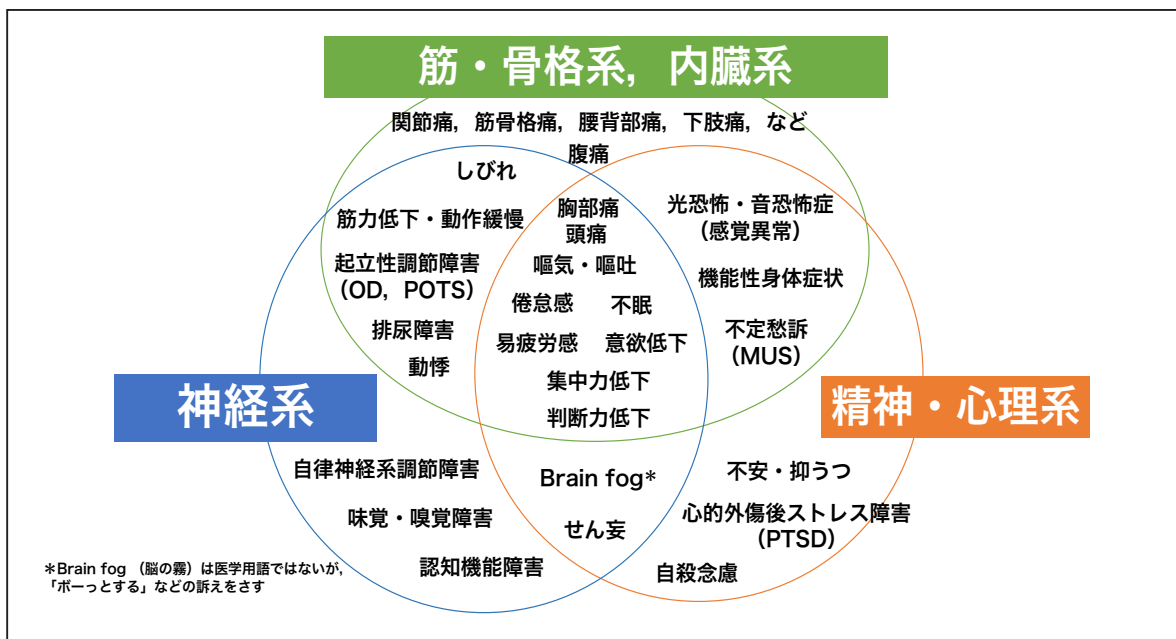 筋・骨格系，内臓系
関節痛，筋骨格痛，腰背部痛，下肢痛，など
腹痛
しびれ
筋力低下・動作緩慢
起立性調節障害
（OD，POTS）
排尿障害
動悸
胸部痛
頭痛
嘔気・嘔吐
倦怠感　不眠
易疲労感　意欲低下
集中力低下
判断力低下
光恐怖・音恐怖症
（感覚異常）
機能性身体症状
不定愁訴
（MUS）
神経系
精神・心理系
自律神経系調節障害
味覚・嗅覚障害
認知機能障害
Brain fog＊
せん妄
不安・抑うつ
心的外傷後ストレス障害
（PTSD）
自殺念慮
＊Brain fog （脳の霧）は医学用語ではないが，
「ボーっとする」などの訴えをさす